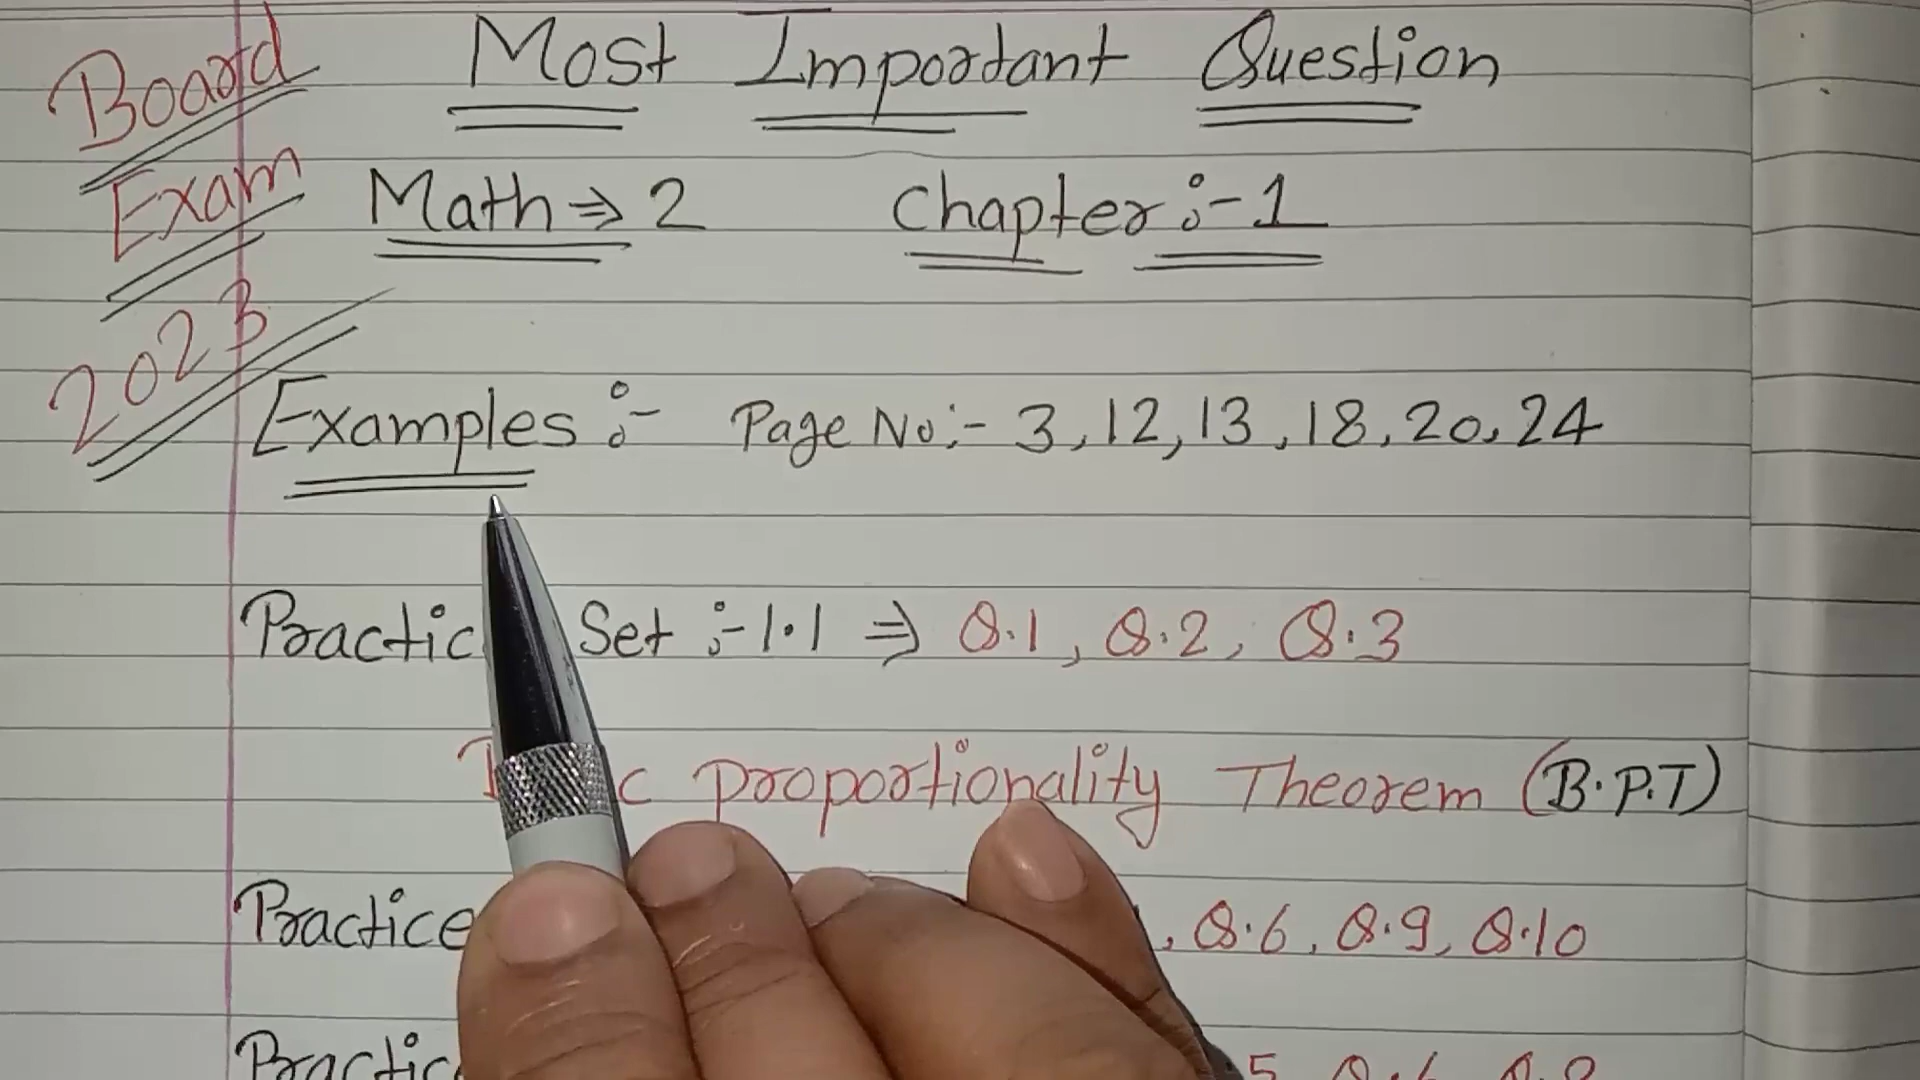 Board
Exam
2023
Most Important Question
Math ⇒ 2 Chapter :- 1
Examples :- Page No :- 3, 12, 13, 18, 20, 24
Set :- 1.1 ⇒ Q.1, Q.2, Q.3
proportionality Theorem (B.P.T)
Practice , Q.6, Q.9, Q.10